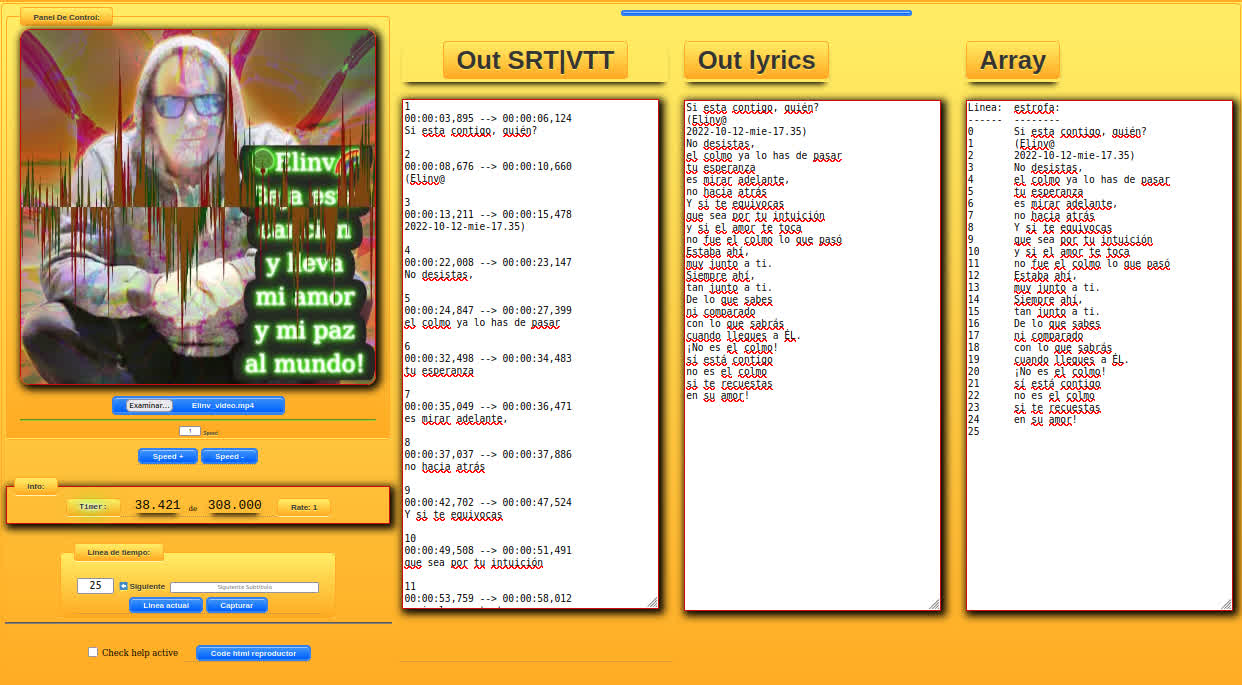 Panel De Control:
Elinv
Baja esta
canción
y lleva
mi amor
y mi paz
al mundo!
Examinar... Elinv_video.mp4
1 Speed
Speed + Speed -
Info:
Timer: 38.421 de 308.000 Rate: 1
Linea de tiempo:
25 Siguiente Siguiente Subtitulo
Linea actual Capturar
Check help active Code html reproductor
Out SRT|VTT
1
00:00:03,895 --> 00:00:06,124
Si esta contigo, quién?
2
00:00:08,676 --> 00:00:10,660
(Elinv@
3
00:00:13,211 --> 00:00:15,478
2022-10-12-mie-17.35)
4
00:00:22,008 --> 00:00:23,147
No desistas,
5
00:00:24,847 --> 00:00:27,399
el colmo ya lo has de pasar
6
00:00:32,498 --> 00:00:34,483
tu esperanza
7
00:00:35,049 --> 00:00:36,471
es mirar adelante,
8
00:00:37,037 --> 00:00:37,886
no hacia atrás
9
00:00:42,702 --> 00:00:47,524
Y si te equivocas
10
00:00:49,508 --> 00:00:51,491
que sea por tu intuición
11
00:00:53,759 --> 00:00:58,012
Out lyrics
Si esta contigo, quién?
(Elinv@
2022-10-12-mie-17.35)
No desistas,
el colmo ya lo has de pasar
tu esperanza
es mirar adelante,
no hacia atrás
Y si te equivocas
que sea por tu intuición
y si el amor te toca
no fue el colmo lo que pasó
Estaba ahí,
muy junto a ti.
Siempre ahí,
tan junto a ti.
De lo que sabes
ni comparado
con lo que sabrás
cuando llegues a ÉL.
¡No es el colmo!
si está contigo
no es el colmo
si te recuestas
en su amor!
Array
Linea: estrofa:
------ --------
0 Si esta contigo, quién?
1 (Elinv@
2 2022-10-12-mie-17.35)
3 No desistas,
4 el colmo ya lo has de pasar
5 tu esperanza
6 es mirar adelante,
7 no hacia atrás
8 Y si te equivocas
9 que sea por tu intuición
10 y si el amor te toca
11 no fue el colmo lo que pasó
12 Estaba ahí,
13 muy junto a ti.
14 Siempre ahí,
15 tan junto a ti.
16 De lo que sabes
17 ni comparado
18 con lo que sabrás
19 cuando llegues a ÉL.
20 ¡No es el colmo!
21 sí está contigo
22 no es el colmo
23 si te recuestas
24 en su amor!
25